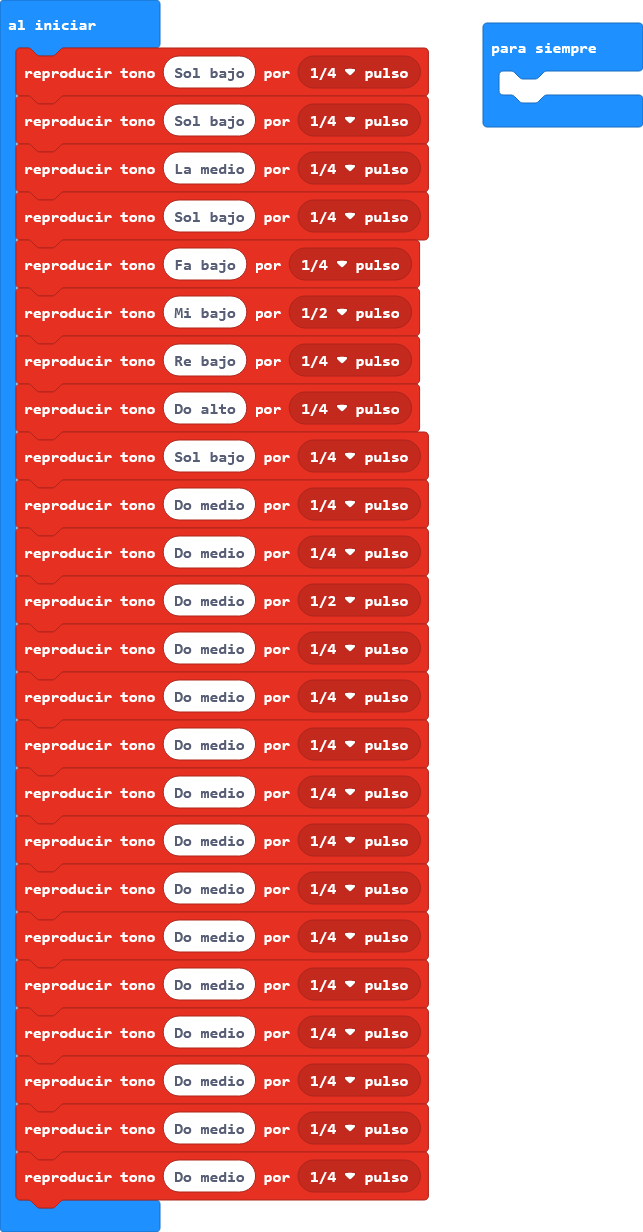 al iniciar
para siempre
reproducir tono Sol bajo por 1/4 pulso
reproducir tono Sol bajo por 1/4 pulso
reproducir tono La medio por 1/4 pulso
reproducir tono Sol bajo por 1/4 pulso
reproducir tono Fa bajo por 1/4 pulso
reproducir tono Mi bajo por 1/2 pulso
reproducir tono Re bajo por 1/4 pulso
reproducir tono Do alto por 1/4 pulso
reproducir tono Sol bajo por 1/4 pulso
reproducir tono Do medio por 1/4 pulso
reproducir tono Do medio por 1/4 pulso
reproducir tono Do medio por 1/2 pulso
reproducir tono Do medio por 1/4 pulso
reproducir tono Do medio por 1/4 pulso
reproducir tono Do medio por 1/4 pulso
reproducir tono Do medio por 1/4 pulso
reproducir tono Do medio por 1/4 pulso
reproducir tono Do medio por 1/4 pulso
reproducir tono Do medio por 1/4 pulso
reproducir tono Do medio por 1/4 pulso
reproducir tono Do medio por 1/4 pulso
reproducir tono Do medio por 1/4 pulso
reproducir tono Do medio por 1/4 pulso
reproducir tono Do medio por 1/4 pulso